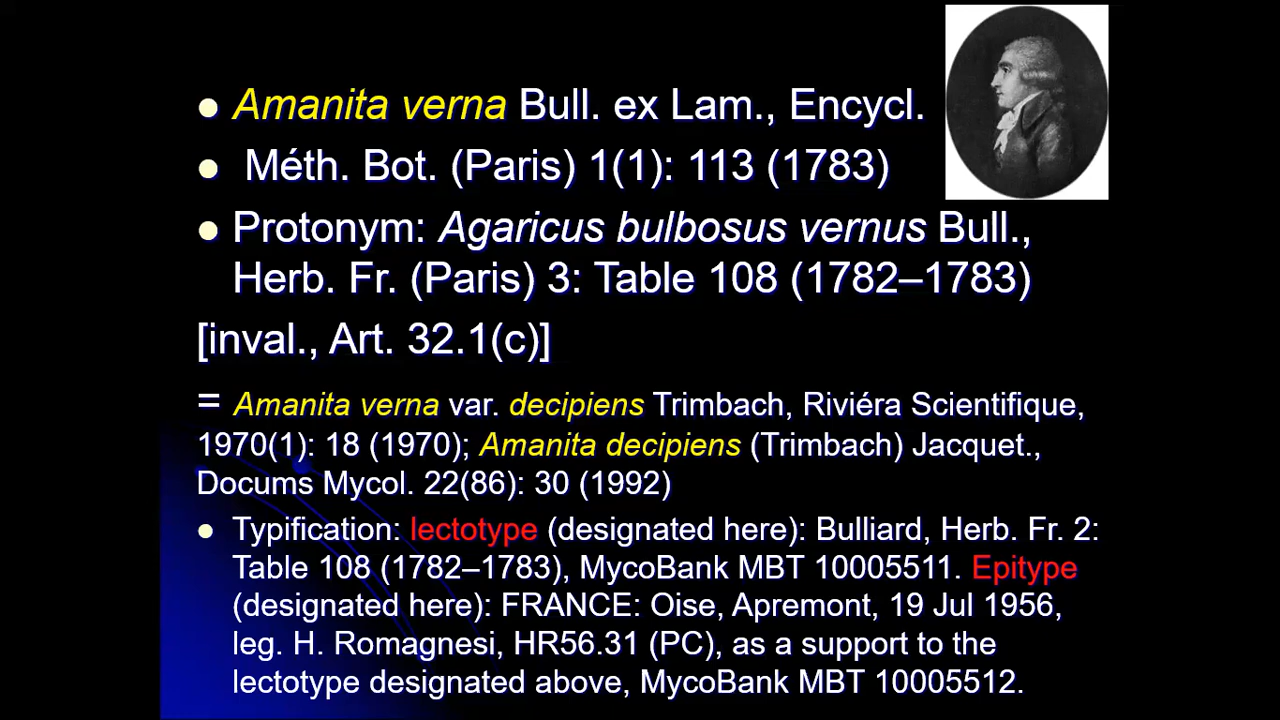 Amanita verna Bull. ex Lam., Encycl.
Méth. Bot. (Paris) 1(1): 113 (1783)
Protonym: Agaricus bulbosus vernus Bull.,
Herb. Fr. (Paris) 3: Table 108 (1782–1783)
[inval., Art. 32.1(c)]
= Amanita verna var. decipiens Trimbach, Riviéra Scientifique,
1970(1): 18 (1970); Amanita decipiens (Trimbach) Jacquet.,
Docums Mycol. 22(86): 30 (1992)
Typification: lectotype (designated here): Bulliard, Herb. Fr. 2:
Table 108 (1782–1783), MycoBank MBT 10005511. Epitype
(designated here): FRANCE: Oise, Apremont, 19 Jul 1956,
leg. H. Romagnesi, HR56.31 (PC), as a support to the
lectotype designated above, MycoBank MBT 10005512.